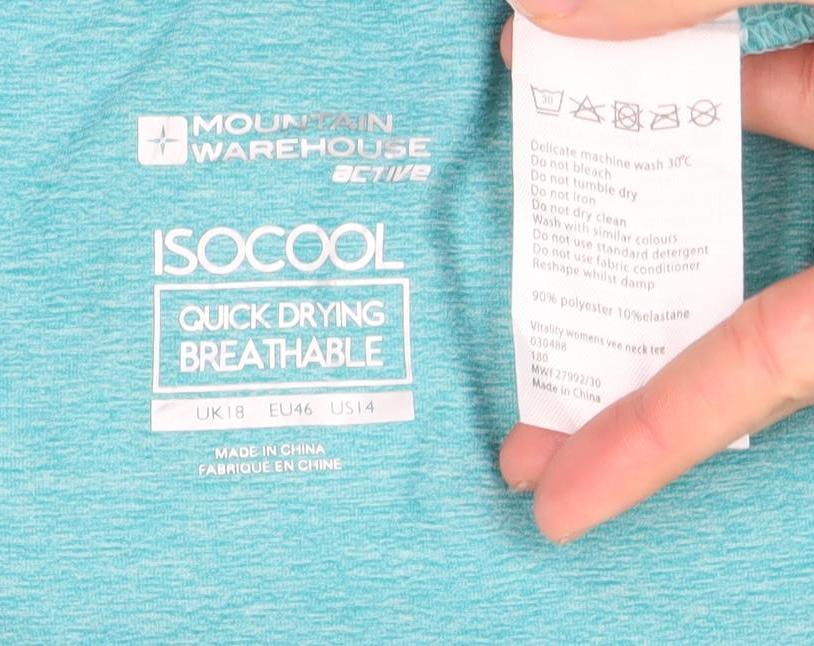 MOUNTAIN
WAREHOUSE
active
ISOCOOL
QUICK DRYING
BREATHABLE
UK18 EU46 US14
MADE IN CHINA
FABRIQUÉ EN CHINE
30
Delicate machine wash 30°C
Do not bleach
Do not tumble dry
Do not iron
Do not dry clean
Wash with similar colours
Do not use standard detergent
Do not use fabric conditioner
Reshape whilst damp
90% polyester 10%elastane
Vitality womens vee neck tee
030488
180
MWF27992/30
Made in China